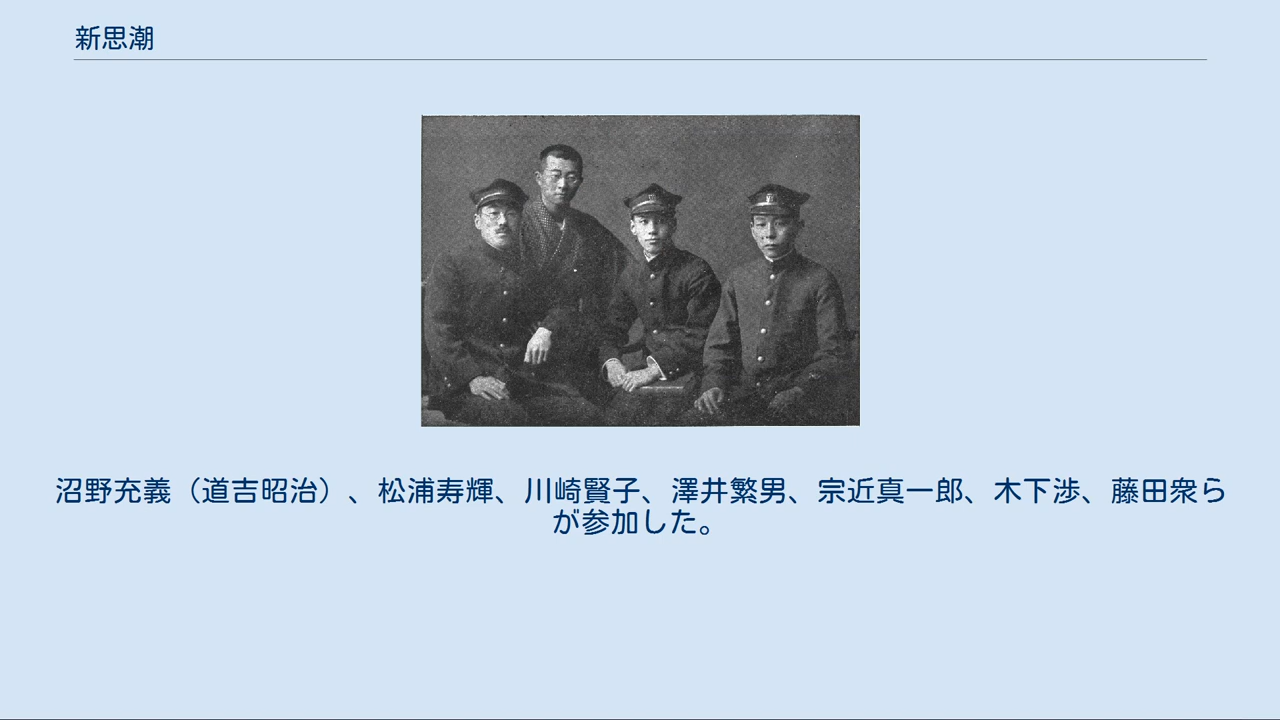 新思潮
沼野充義（道吉昭治）、松浦寿輝、川崎賢子、澤井繁男、宗近真一郎、木下渉、藤田衆ら
が参加した。